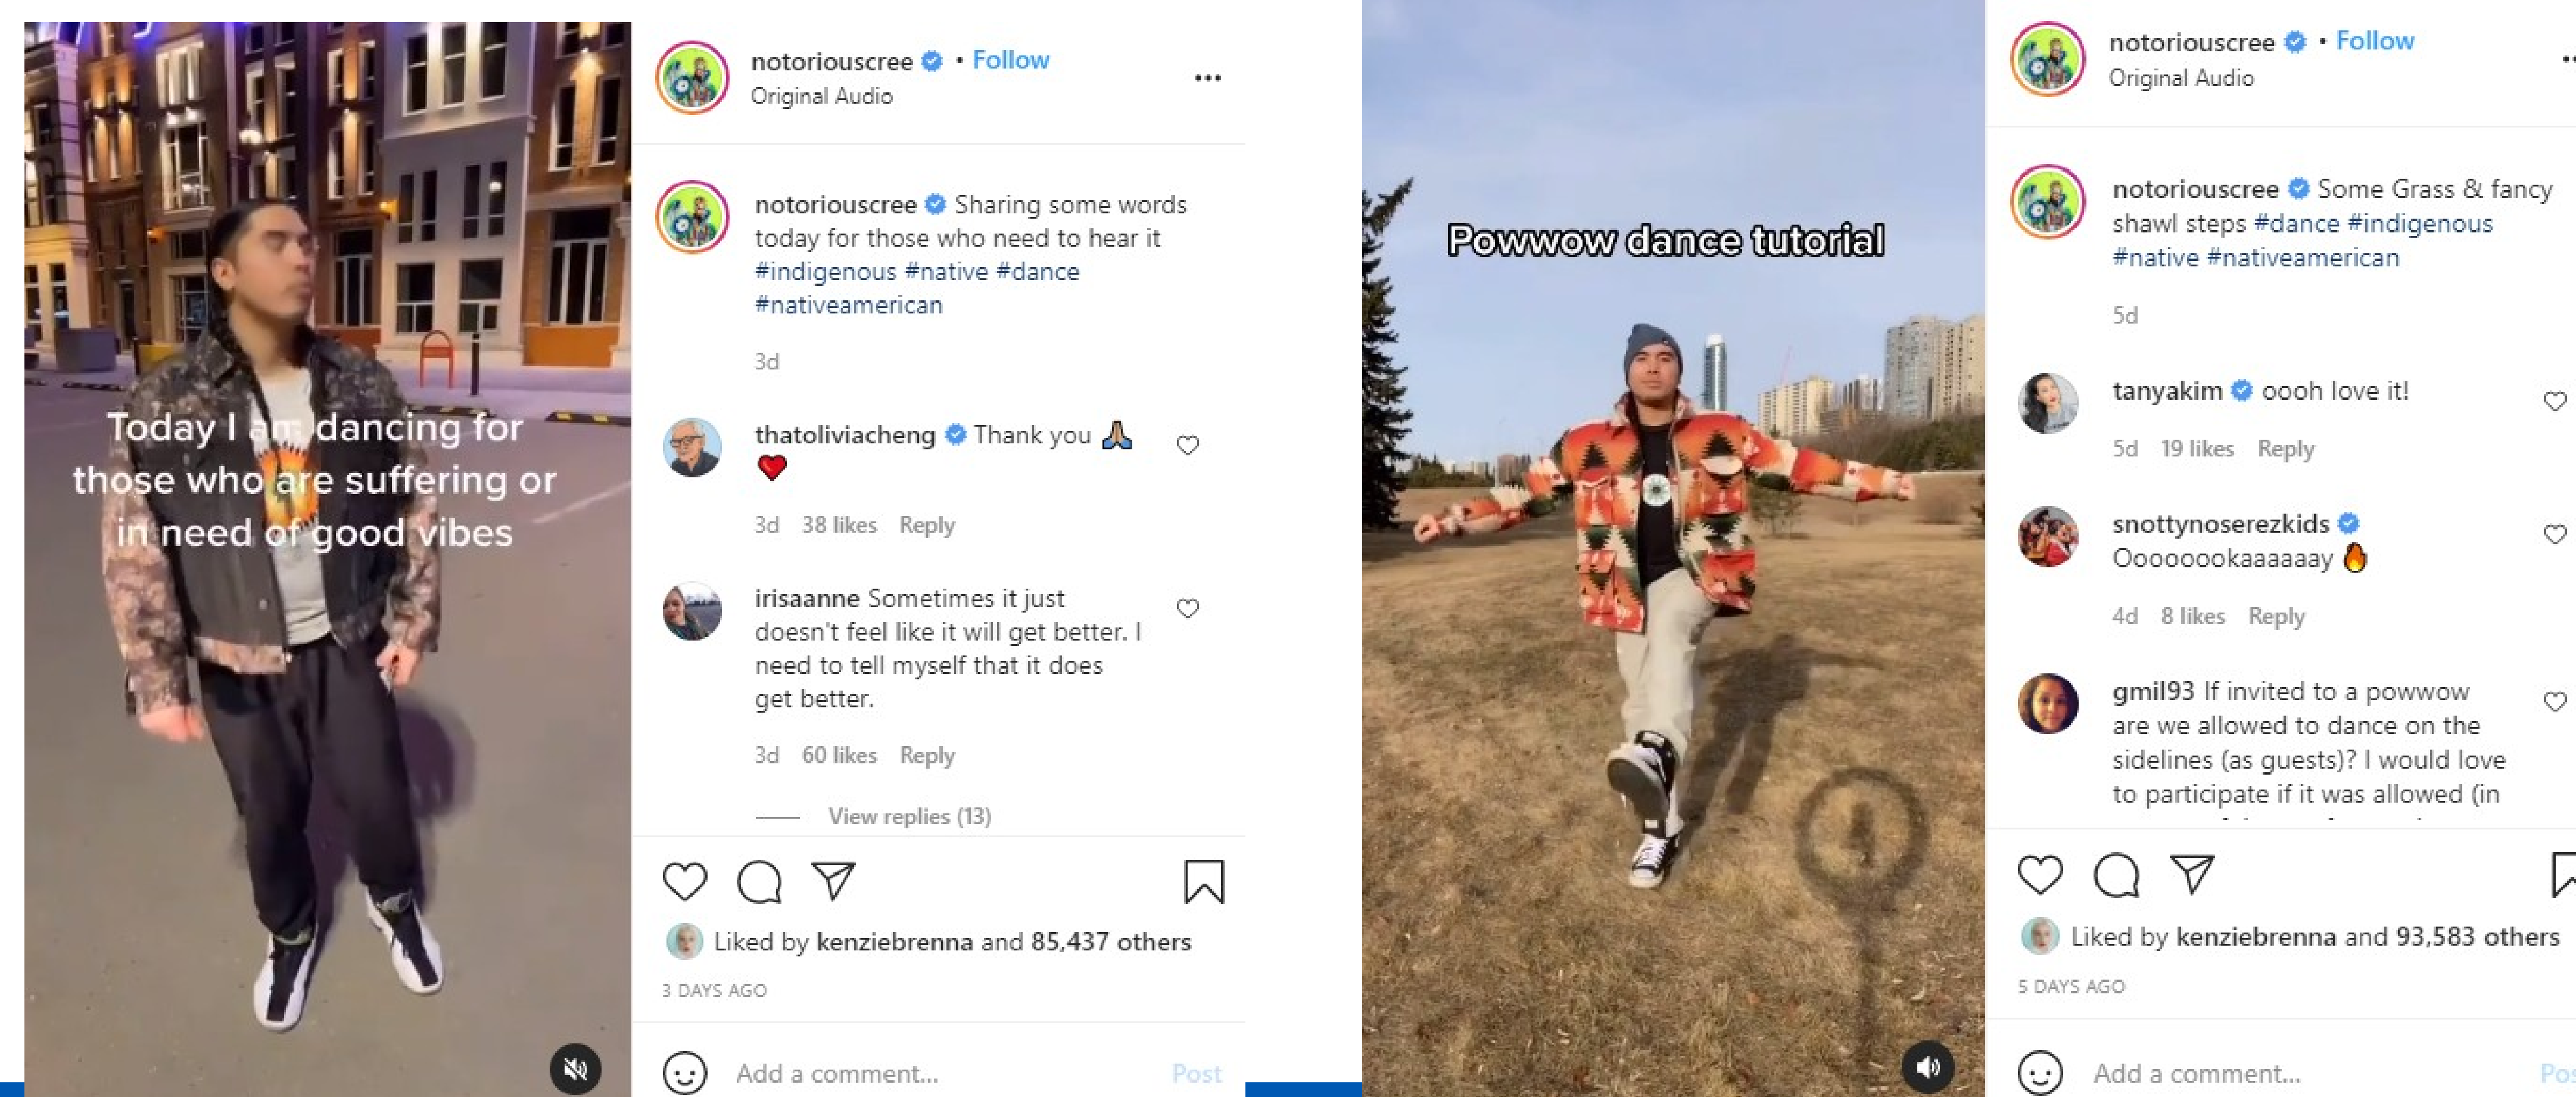 Today I am dancing for
those who are suffering or
in need of good vibes
notoriouscree • Follow
Original Audio
notoriouscree Sharing some words
today for those who need to hear it
#indigenous #native #dance
#nativeamerican
3d
thatoliviacheng Thank you 🙏🏽
❤️
3d 38 likes Reply
irisaanne Sometimes it just
doesn't feel like it will get better. I
need to tell myself that it does
get better.
3d 60 likes Reply
View replies (13)
Liked by kenziebrenna and 85,437 others
3 DAYS AGO
Add a comment... Post
Powwow dance tutorial
notoriouscree • Follow
Original Audio
notoriouscree Some Grass & fancy
shawl steps #dance #indigenous
#native #nativeamerican
5d
tanyakim oooh love it!
5d 19 likes Reply
snottynoserezkids
Oooooookaaaaaay 🔥
4d 8 likes Reply
gmil93 If invited to a powwow
are we allowed to dance on the
sidelines (as guests)? I would love
to participate if it was allowed (in
Liked by kenziebrenna and 93,583 others
5 DAYS AGO
Add a comment... Pos